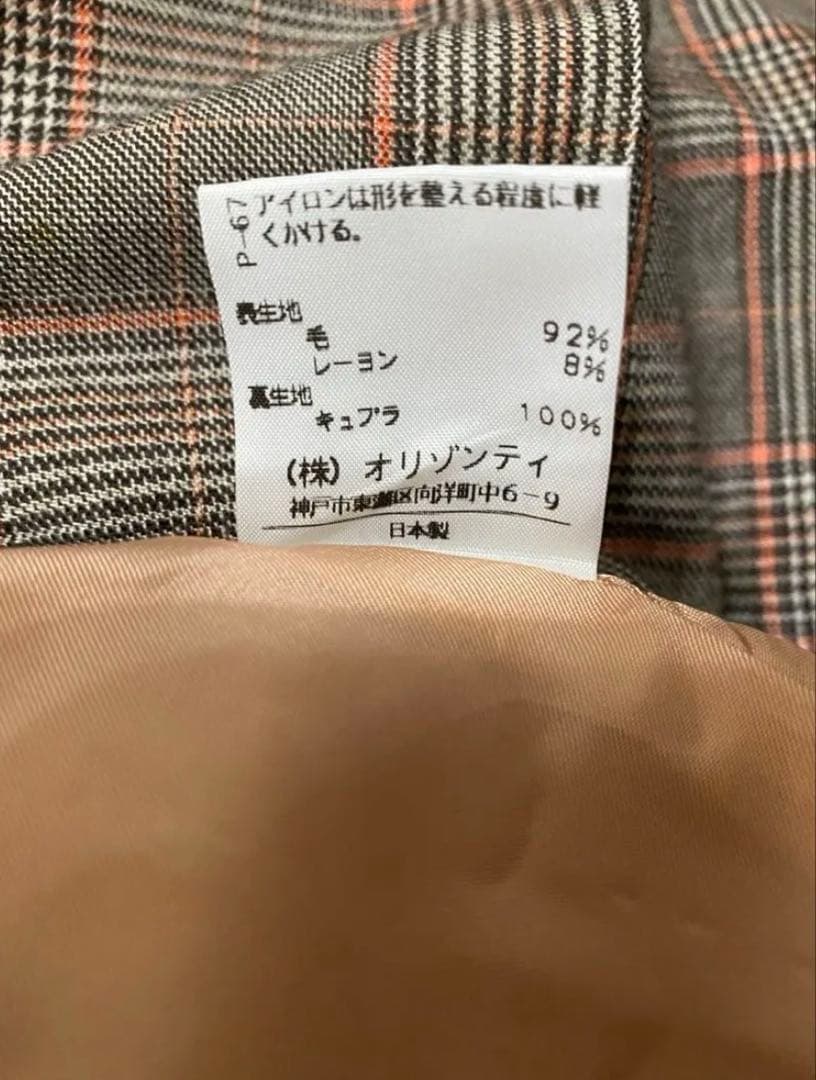 P-67
アイロンは形を整える程度に軽
くかける。
表生地
毛 92%
レーヨン 8%
裏生地
キュプラ 100%
(株) オリゾンティ
神戸市東灘区向洋町中6-9
日本製